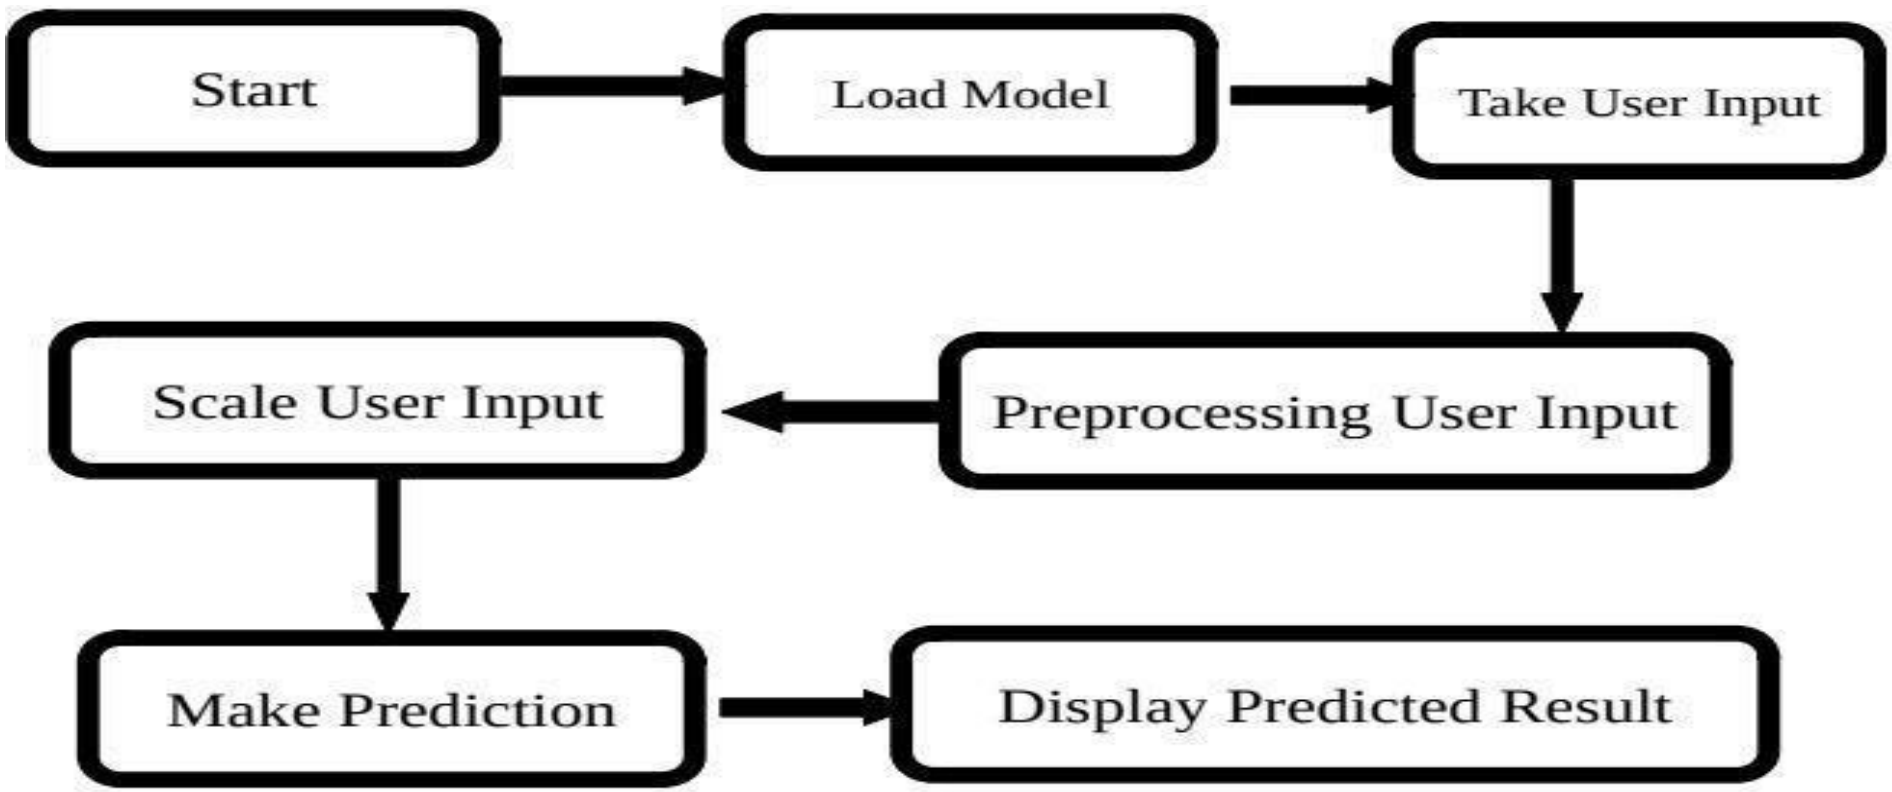 Start
Load Model
Take User Input
Preprocessing User Input
Scale User Input
Make Prediction
Display Predicted Result